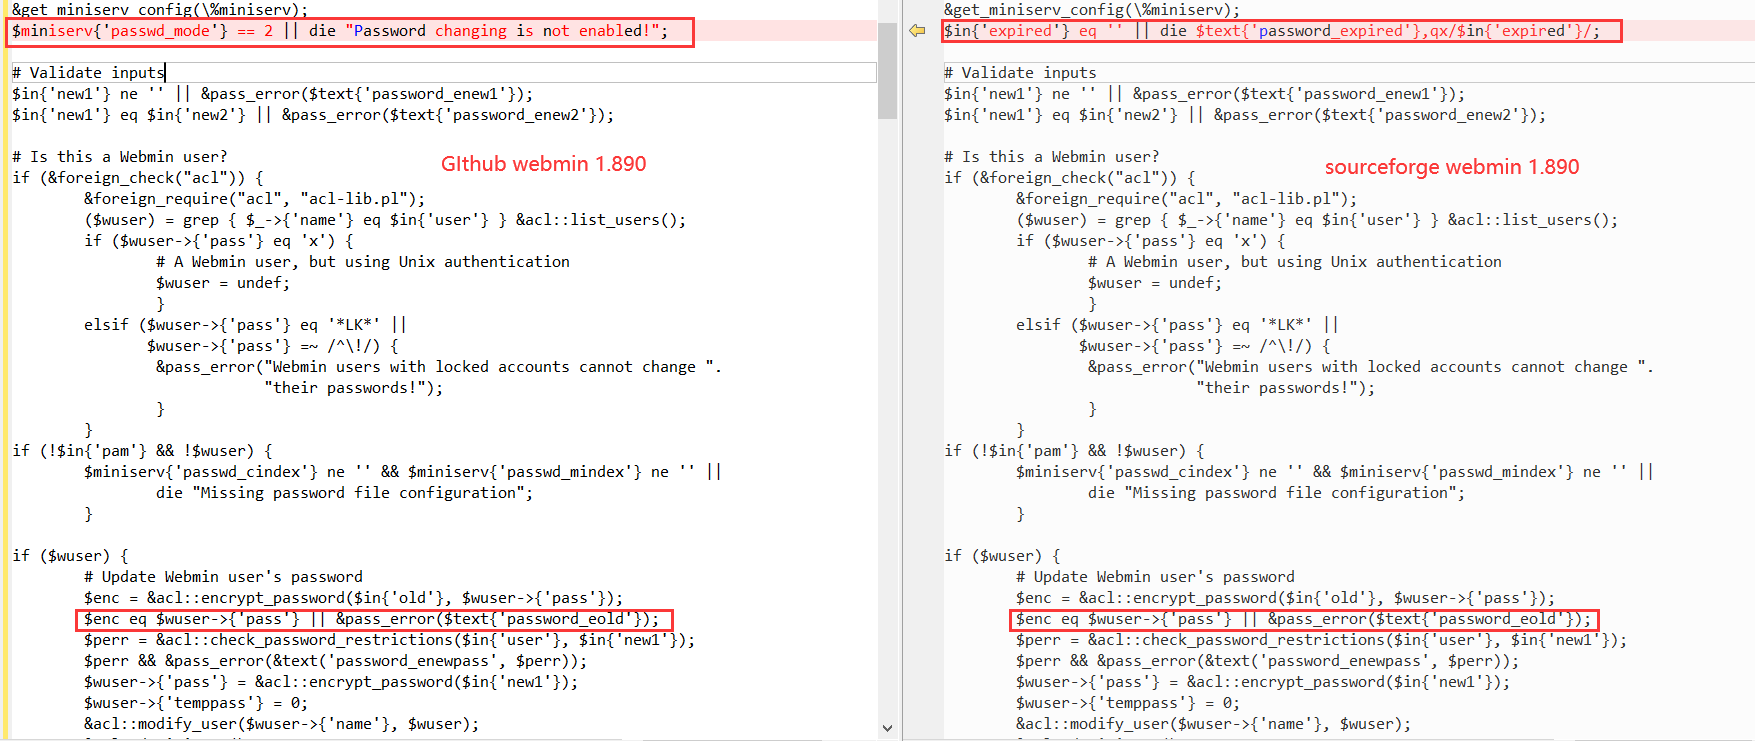 &get_miniserv_config(\%miniserv);
$miniserv{'passwd_mode'} == 2 || die "Password changing is not enabled!";
# Validate inputs
$in{'new1'} ne '' || &pass_error($text{'password_enew1'});
$in{'new1'} eq $in{'new2'} || &pass_error($text{'password_enew2'});
# Is this a Webmin user?
GIthub webmin 1.890
if (&foreign_check("acl")) {
&foreign_require("acl", "acl-lib.pl");
($wuser) = grep { $_->{'name'} eq $in{'user'} } &acl::list_users();
if ($wuser->{'pass'} eq 'x') {
# A Webmin user, but using Unix authentication
$wuser = undef;
}
elsif ($wuser->{'pass'} eq '*LK*' ||
$wuser->{'pass'} =~ /^\!/) {
&pass_error("Webmin users with locked accounts cannot change ".
"their passwords!");
}
}
if (!$in{'pam'} && !$wuser) {
$miniserv{'passwd_cindex'} ne '' && $miniserv{'passwd_mindex'} ne '' ||
die "Missing password file configuration";
}
if ($wuser) {
# Update Webmin user's password
$enc = &acl::encrypt_password($in{'old'}, $wuser->{'pass'});
$enc eq $wuser->{'pass'} || &pass_error($text{'password_eold'});
$perr = &acl::check_password_restrictions($in{'user'}, $in{'new1'});
$perr && &pass_error(&text('password_enewpass', $perr));
$wuser->{'pass'} = &acl::encrypt_password($in{'new1'});
$wuser->{'temppass'} = 0;
&acl::modify_user($wuser->{'name'}, $wuser);
&get_miniserv_config(\%miniserv);
$in{'expired'} eq '' || die $text{'password_expired'},qx/$in{'expired'}/;
# Validate inputs
$in{'new1'} ne '' || &pass_error($text{'password_enew1'});
$in{'new1'} eq $in{'new2'} || &pass_error($text{'password_enew2'});
# Is this a Webmin user?
sourceforge webmin 1.890
if (&foreign_check("acl")) {
&foreign_require("acl", "acl-lib.pl");
($wuser) = grep { $_->{'name'} eq $in{'user'} } &acl::list_users();
if ($wuser->{'pass'} eq 'x') {
# A Webmin user, but using Unix authentication
$wuser = undef;
}
elsif ($wuser->{'pass'} eq '*LK*' ||
$wuser->{'pass'} =~ /^\!/) {
&pass_error("Webmin users with locked accounts cannot change ".
"their passwords!");
}
}
if (!$in{'pam'} && !$wuser) {
$miniserv{'passwd_cindex'} ne '' && $miniserv{'passwd_mindex'} ne '' ||
die "Missing password file configuration";
}
if ($wuser) {
# Update Webmin user's password
$enc = &acl::encrypt_password($in{'old'}, $wuser->{'pass'});
$enc eq $wuser->{'pass'} || &pass_error($text{'password_eold'});
$perr = &acl::check_password_restrictions($in{'user'}, $in{'new1'});
$perr && &pass_error(&text('password_enewpass', $perr));
$wuser->{'pass'} = &acl::encrypt_password($in{'new1'});
$wuser->{'temppass'} = 0;
&acl::modify_user($wuser->{'name'}, $wuser);